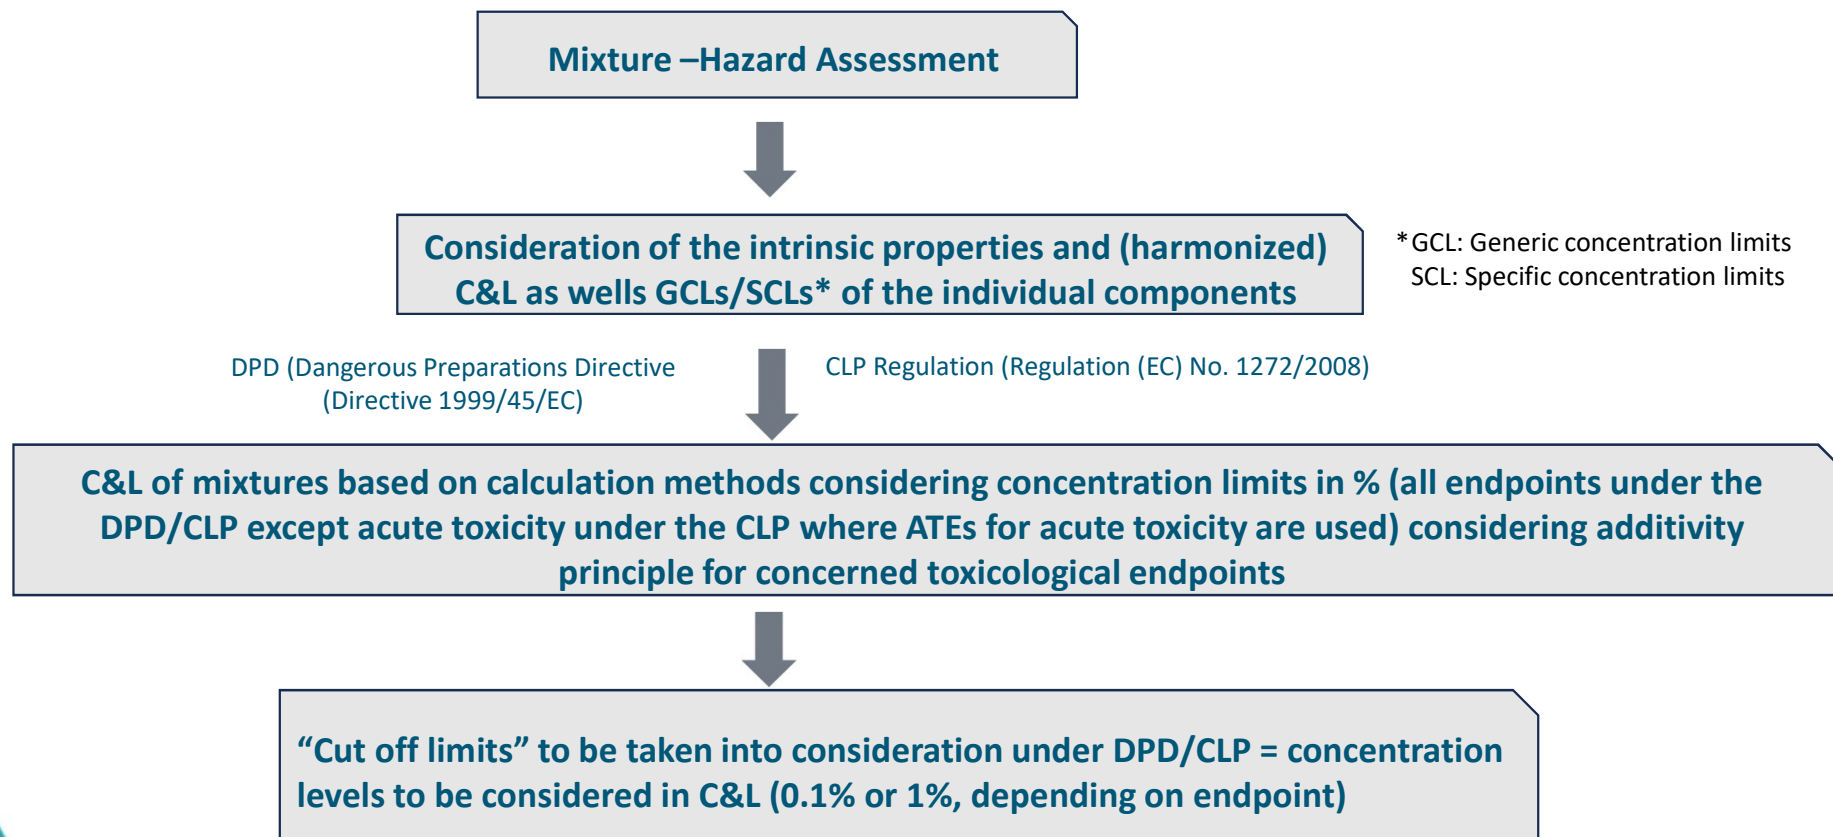 Mixture –Hazard Assessment
Consideration of the intrinsic properties and (harmonized)
C&L as wells GCLs/SCLs* of the individual components
*GCL: Generic concentration limits
SCL: Specific concentration limits
DPD (Dangerous Preparations Directive
(Directive 1999/45/EC)
CLP Regulation (Regulation (EC) No. 1272/2008)
C&L of mixtures based on calculation methods considering concentration limits in % (all endpoints under the
DPD/CLP except acute toxicity under the CLP where ATEs for acute toxicity are used) considering additivity
principle for concerned toxicological endpoints
“Cut off limits” to be taken into consideration under DPD/CLP = concentration
levels to be considered in C&L (0.1% or 1%, depending on endpoint)